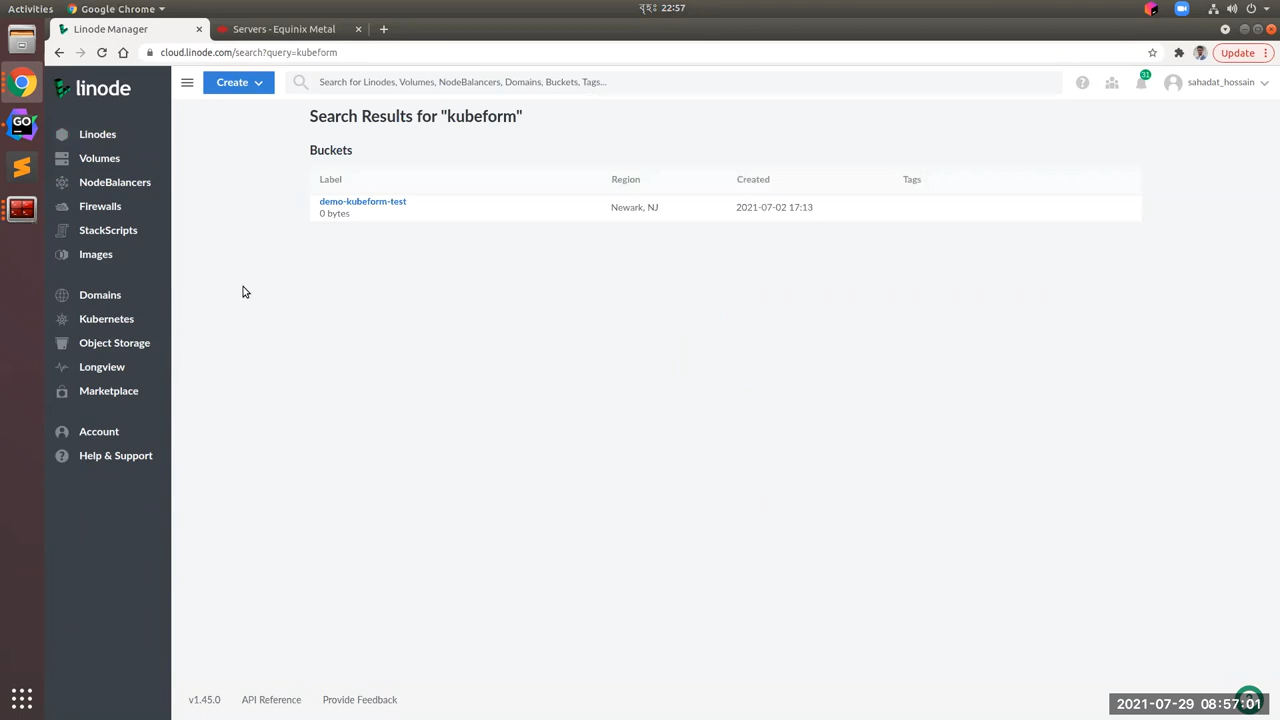 Activities
Google Chrome
বৃহঃ 22:57
Linode Manager
Servers - Equinix Metal
cloud.linode.com/search?query=kubeform
Update
linode
Create
Search for Linodes, Volumes, NodeBalancers, Domains, Buckets, Tags...
31
sahadat_hossain
Linodes
Volumes
NodeBalancers
Firewalls
StackScripts
Images
Domains
Kubernetes
Object Storage
Longview
Marketplace
Account
Help & Support
Search Results for "kubeform"
Buckets
Label Region Created Tags
demo-kubeform-test
0 bytes
Newark, NJ
2021-07-02 17:13
v1.45.0 API Reference Provide Feedback
2021-07-29 08:57:01
GO